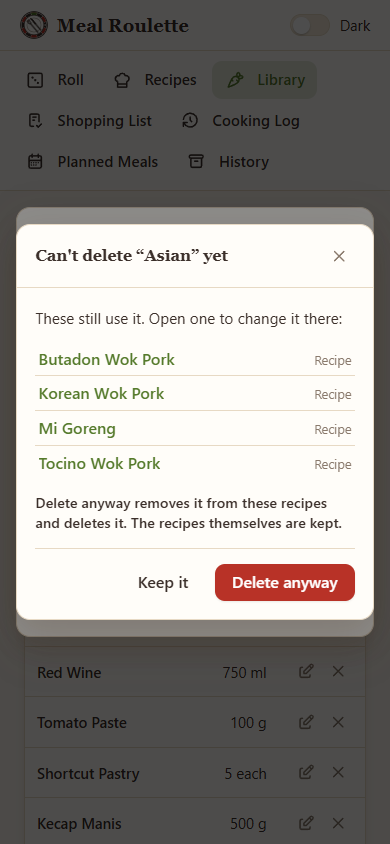 Meal Roulette
Dark
Roll
Recipes
Library
Shopping List
Cooking Log
Planned Meals
History
Can't delete “Asian” yet
These still use it. Open one to change it there:
Butadon Wok Pork Recipe
Korean Wok Pork Recipe
Mi Goreng Recipe
Tocino Wok Pork Recipe
Delete anyway removes it from these recipes
and deletes it. The recipes themselves are kept.
Keep it
Delete anyway
Red Wine 750 ml
Tomato Paste 100 g
Shortcut Pastry 5 each
Kecap Manis 500 g